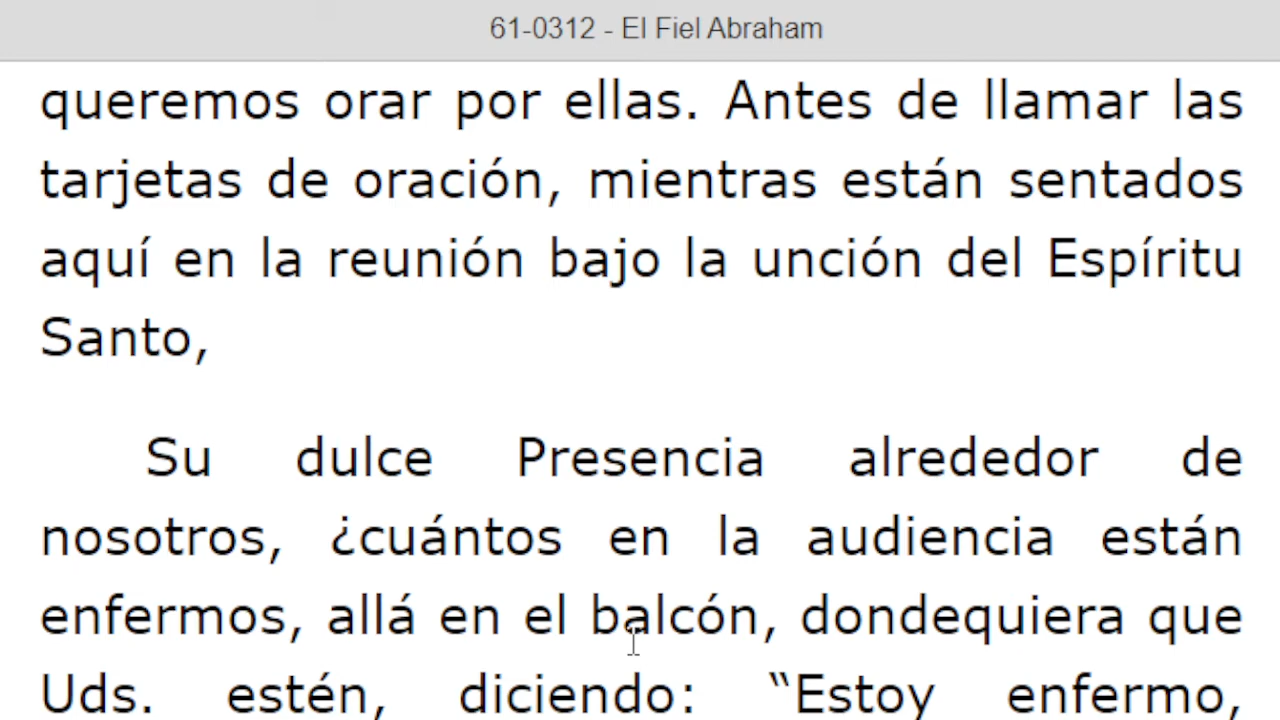 61-0312 - El Fiel Abraham
queremos orar por ellas. Antes de llamar las
tarjetas de oración, mientras están sentados
aquí en la reunión bajo la unción del Espíritu
Santo,
Su dulce Presencia alrededor de
nosotros, ¿cuántos en la audiencia están
enfermos, allá en el balcón, dondequiera que
Uds. estén, diciendo: “Estoy enfermo,